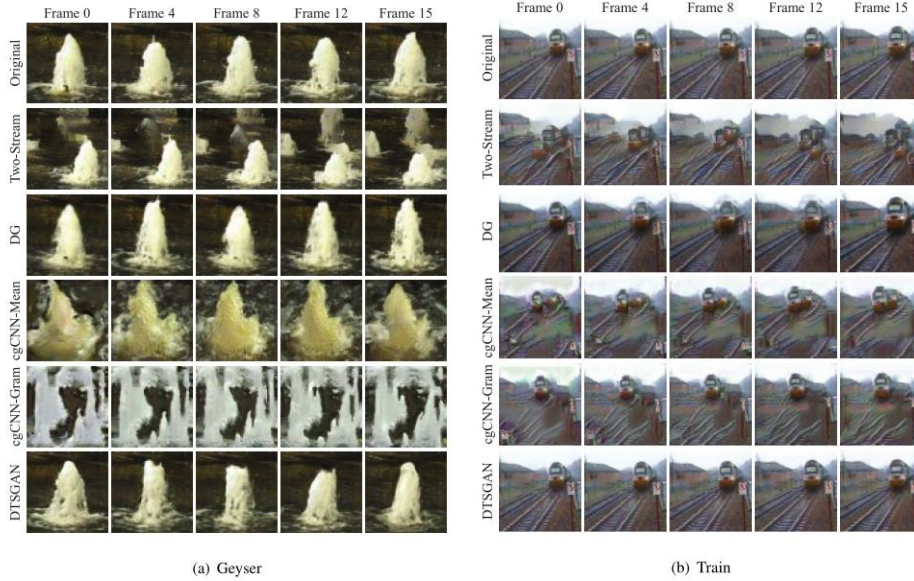 Frame 0 Frame 4 Frame 8 Frame 12 Frame 15
Original
Two-Stream
DG
cgCNN-Mean
cgCNN-Gram
DTSGAN
(a) Geyser
Frame 0 Frame 4 Frame 8 Frame 12 Frame 15
Original
Two-Stream
DG
cgCNN-Mean
cgCNN-Gram
DTSGAN
(b) Train